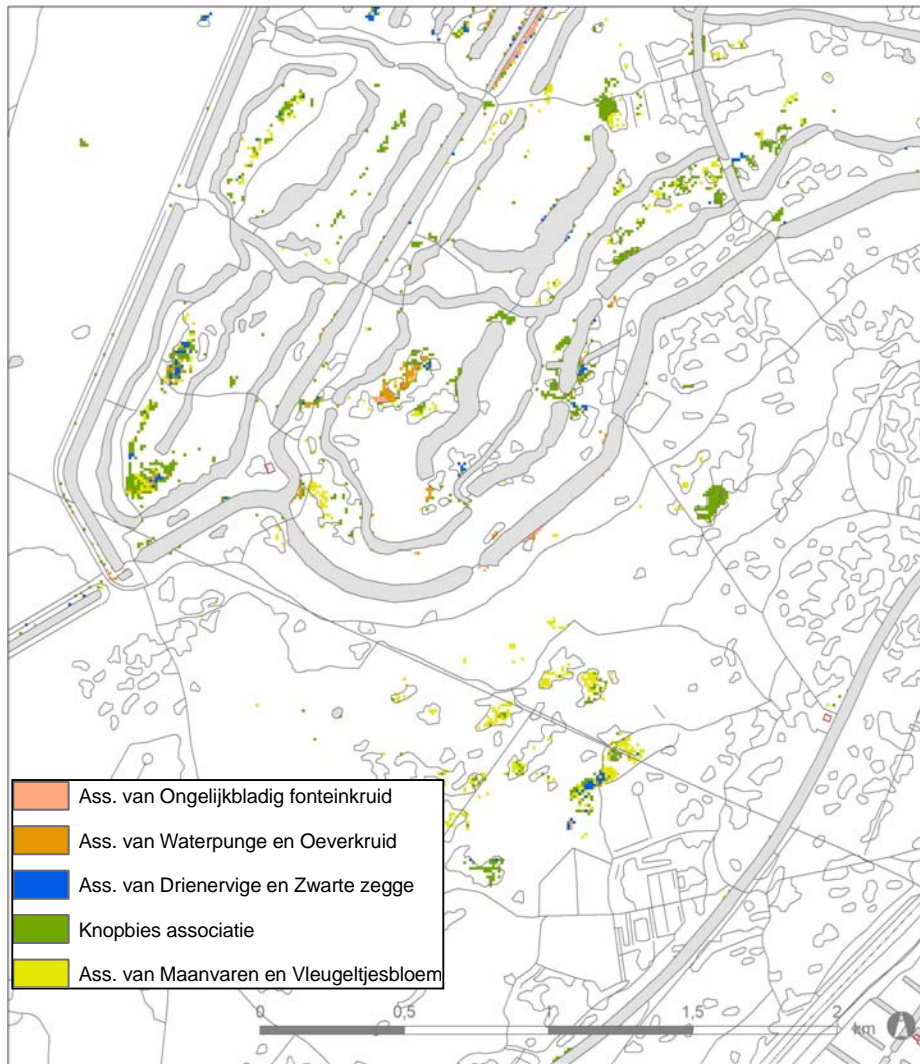 Ass. van Ongelijkbladig fonteinkruid
Ass. van Waterpunge en Oeverkruid
Ass. van Drienervige en Zwarte zegge
Knopbies associatie
Ass. van Maanvaren en Vleugeltjesbloem
0 0,5 1 1,5 2
km